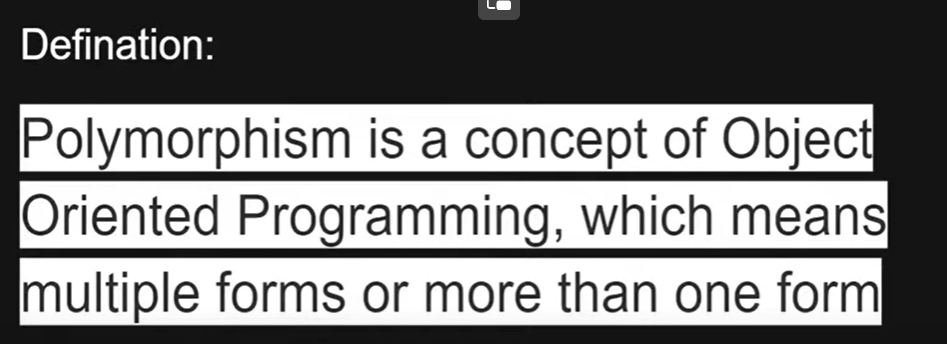 Defination:
Polymorphism is a concept of Object
Oriented Programming, which means
multiple forms or more than one form